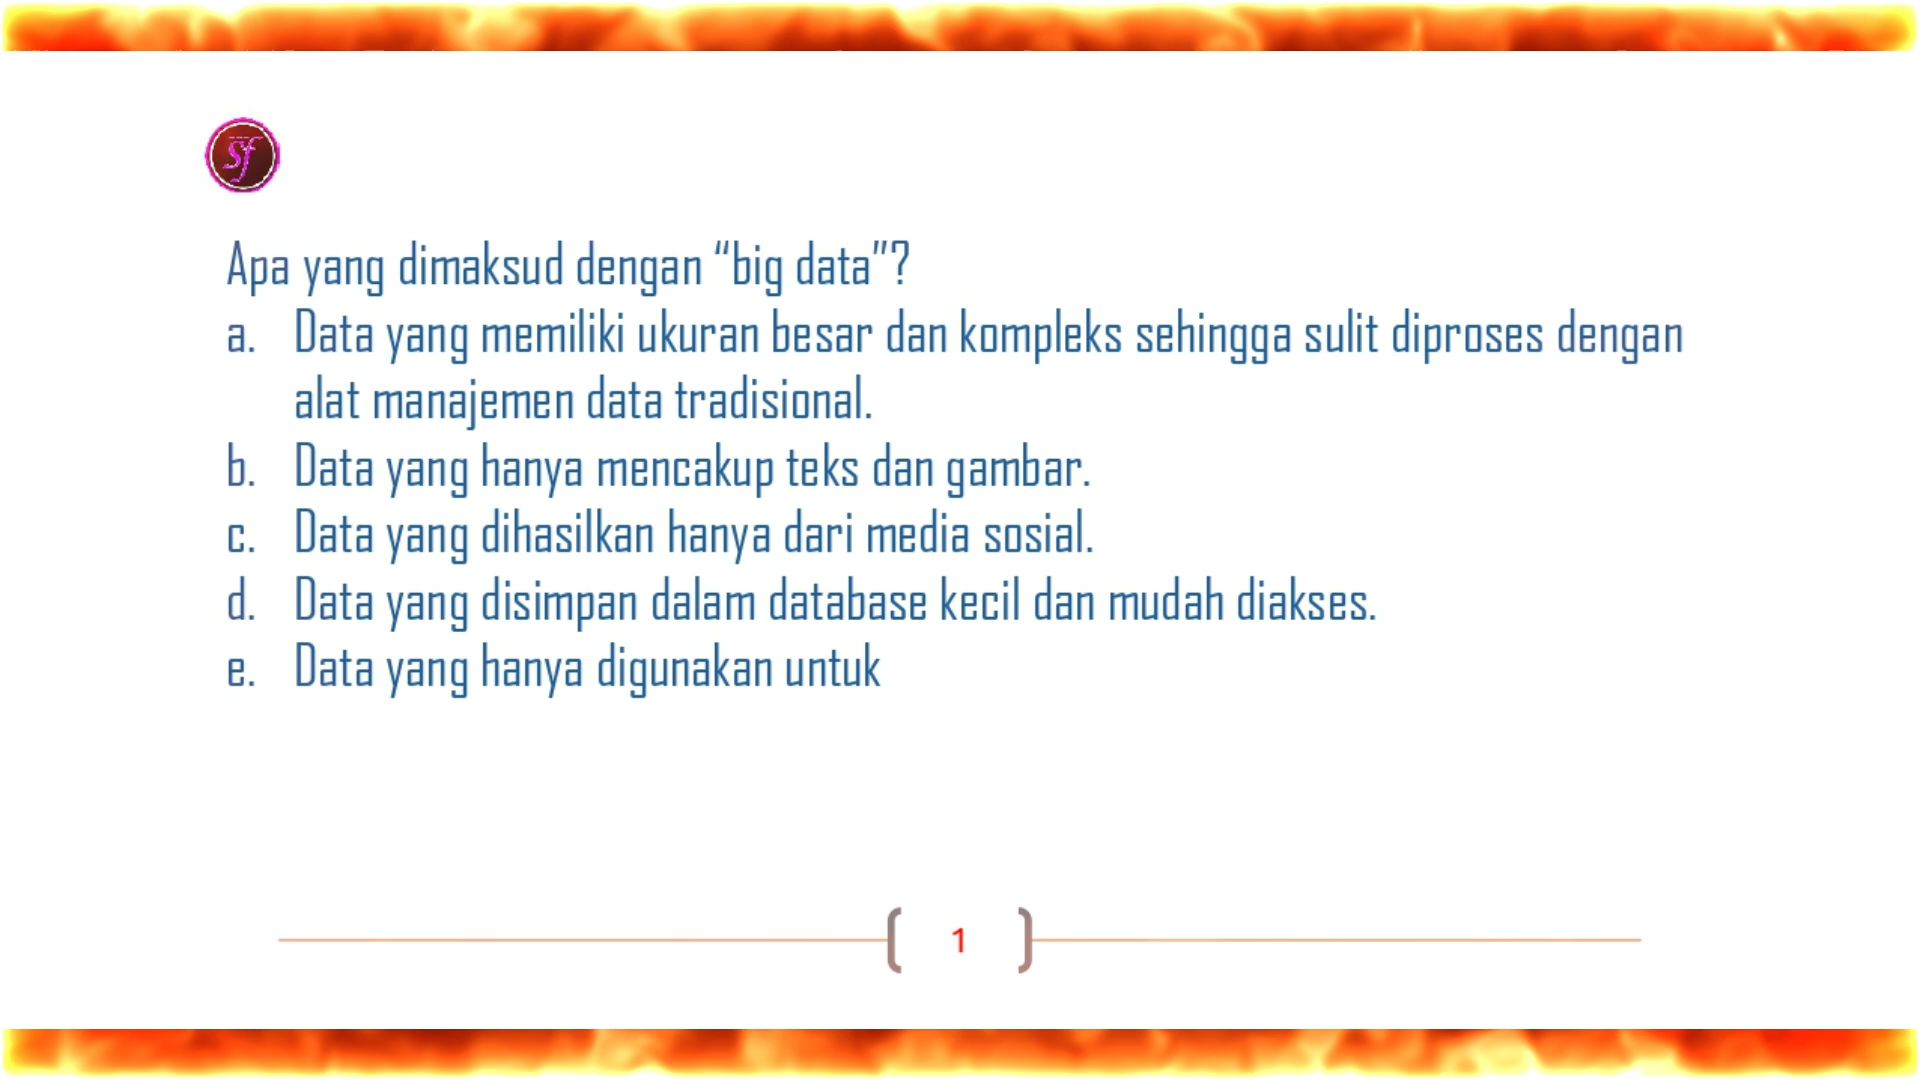 Sf
Apa yang dimaksud dengan “big data”?
a. Data yang memiliki ukuran besar dan kompleks sehingga sulit diproses dengan
alat manajemen data tradisional.
b. Data yang hanya mencakup teks dan gambar.
c. Data yang dihasilkan hanya dari media sosial.
d. Data yang disimpan dalam database kecil dan mudah diakses.
e. Data yang hanya digunakan untuk
1